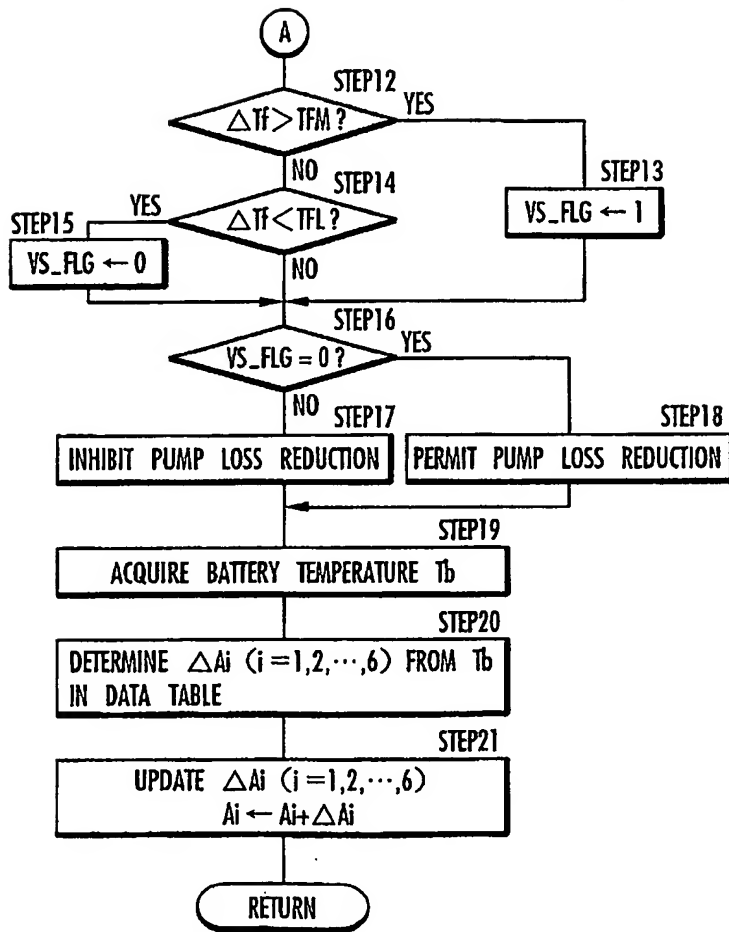 A
STEP12
△Tf>TFM?
YES
NO
STEP13
VS_FLG ← 1
STEP14
△Tf<TFL?
YES
STEP15
VS_FLG ← 0
NO
STEP16
VS_FLG = 0?
YES
NO
STEP17
INHIBIT PUMP LOSS REDUCTION
STEP18
PERMIT PUMP LOSS REDUCTION
STEP19
ACQUIRE BATTERY TEMPERATURE Tb
STEP20
DETERMINE △Ai (i=1,2,⋯,6) FROM Tb
IN DATA TABLE
STEP21
UPDATE △Ai (i=1,2,⋯,6)
Ai ← Ai+△Ai
RETURN